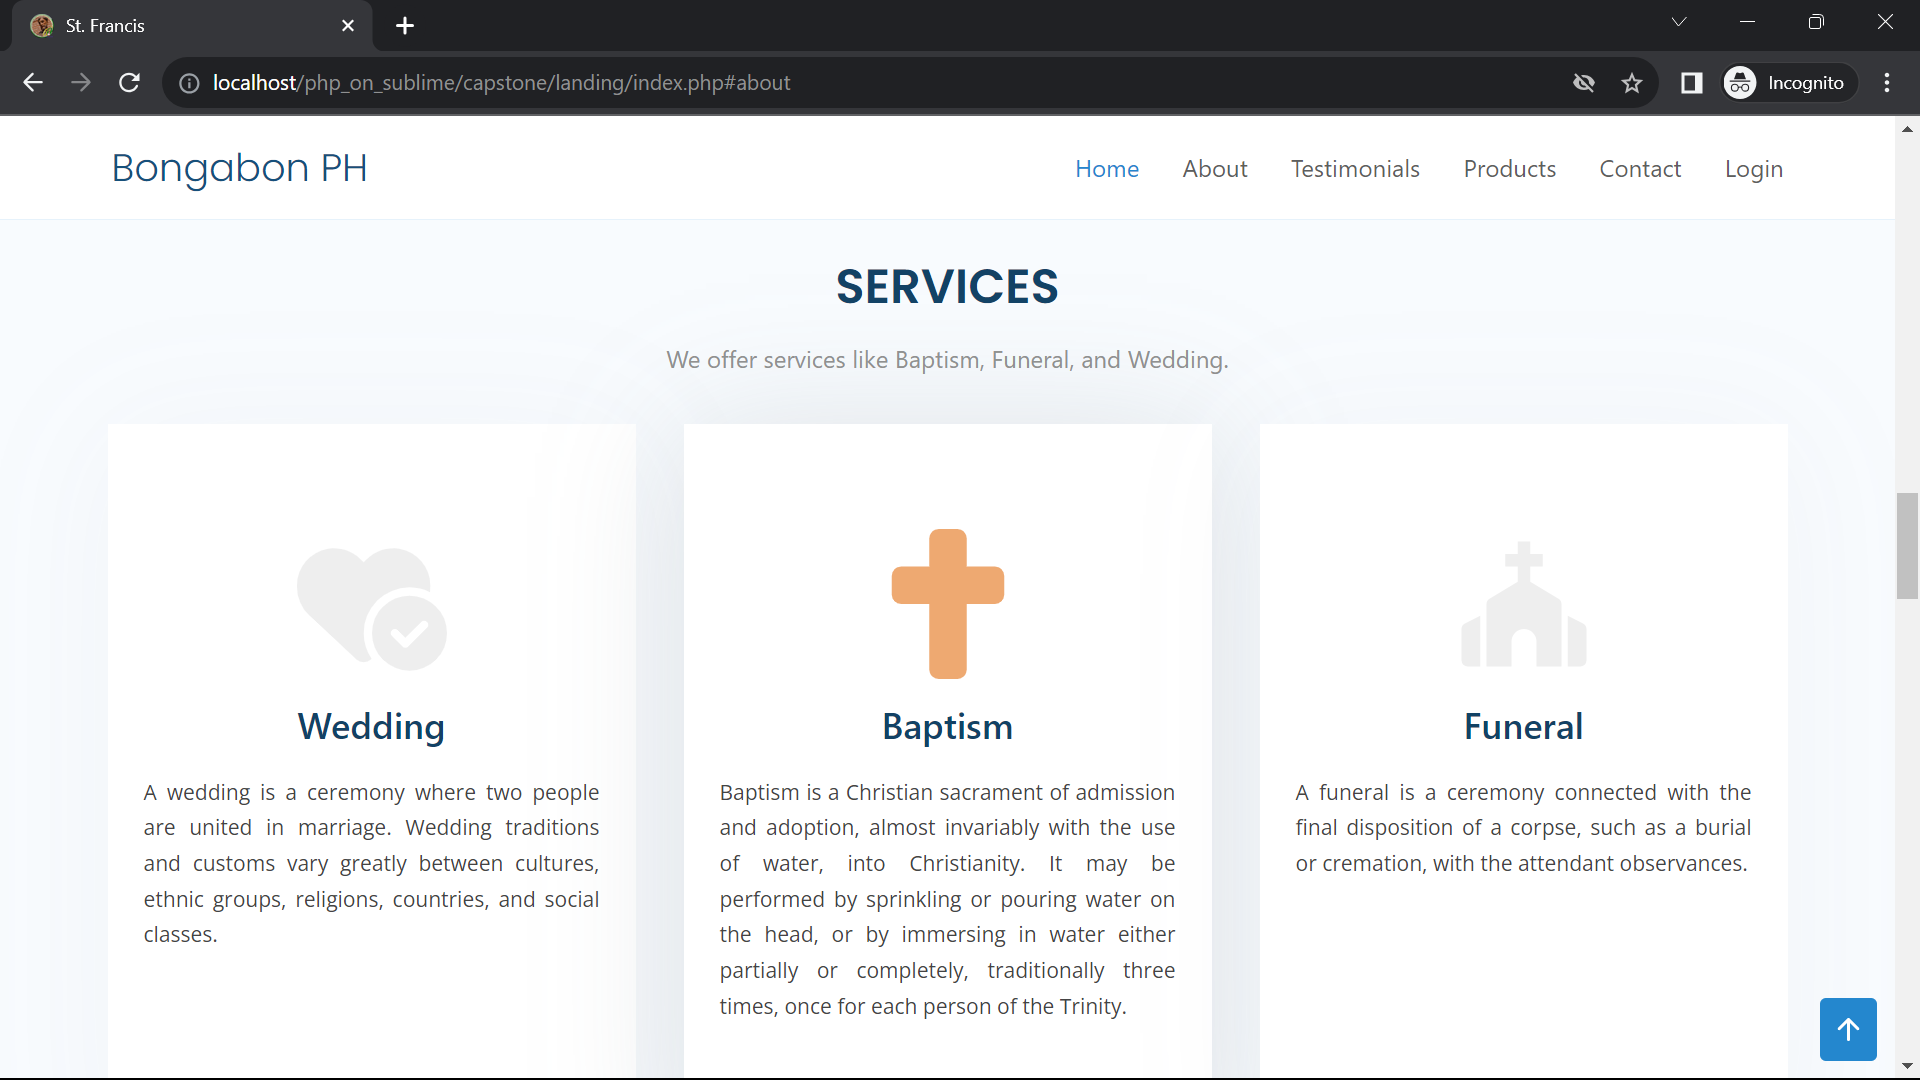 St. Francis
localhost/php_on_sublime/capstone/landing/index.php#about
Incognito
Bongabon PH
Home About Testimonials Products Contact Login
SERVICES
We offer services like Baptism, Funeral, and Wedding.
Wedding
A wedding is a ceremony where two people
are united in marriage. Wedding traditions
and customs vary greatly between cultures,
ethnic groups, religions, countries, and social
classes.
Baptism
Baptism is a Christian sacrament of admission
and adoption, almost invariably with the use
of water, into Christianity. It may be
performed by sprinkling or pouring water on
the head, or by immersing in water either
partially or completely, traditionally three
times, once for each person of the Trinity.
Funeral
A funeral is a ceremony connected with the
final disposition of a corpse, such as a burial
or cremation, with the attendant observances.